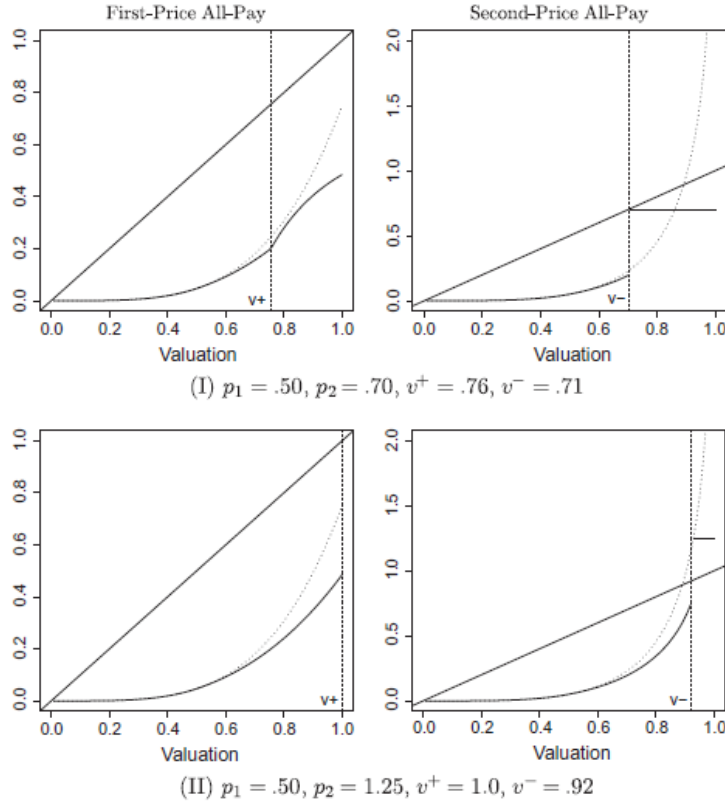 First-Price All-Pay
Second-Price All-Pay
1.0
0.8
0.6
0.4
0.2
0.0
v+
0.0 0.2 0.4 0.6 0.8 1.0
Valuation
2.0
1.5
1.0
0.5
0.0
v−
0.0 0.2 0.4 0.6 0.8 1.0
Valuation
(I) p₁ = .50, p₂ = .70, v⁺ = .76, v⁻ = .71
1.0
0.8
0.6
0.4
0.2
0.0
v+
0.0 0.2 0.4 0.6 0.8 1.0
Valuation
2.0
1.5
1.0
0.5
0.0
v−
0.0 0.2 0.4 0.6 0.8 1.0
Valuation
(II) p₁ = .50, p₂ = 1.25, v⁺ = 1.0, v⁻ = .92